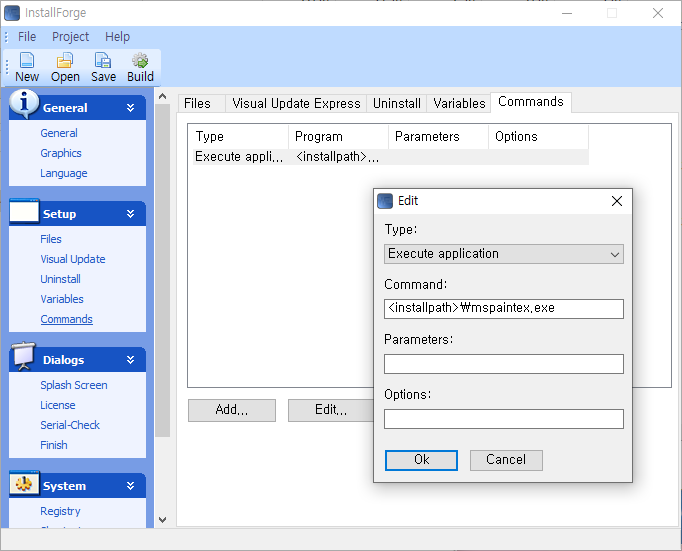 InstallForge
File Project Help
New Open Save Build
General
General
Graphics
Language
Setup
Files
Visual Update
Uninstall
Variables
Commands
Dialogs
Splash Screen
License
Serial-Check
Finish
System
Registry
Files Visual Update Express Uninstall Variables Commands
Type Program Parameters Options
Execute appli... <installpath>...
Add... Edit...
Edit
Type:
Execute application
Command:
<installpath>₩mspaintex.exe
Parameters:
Options:
Ok Cancel